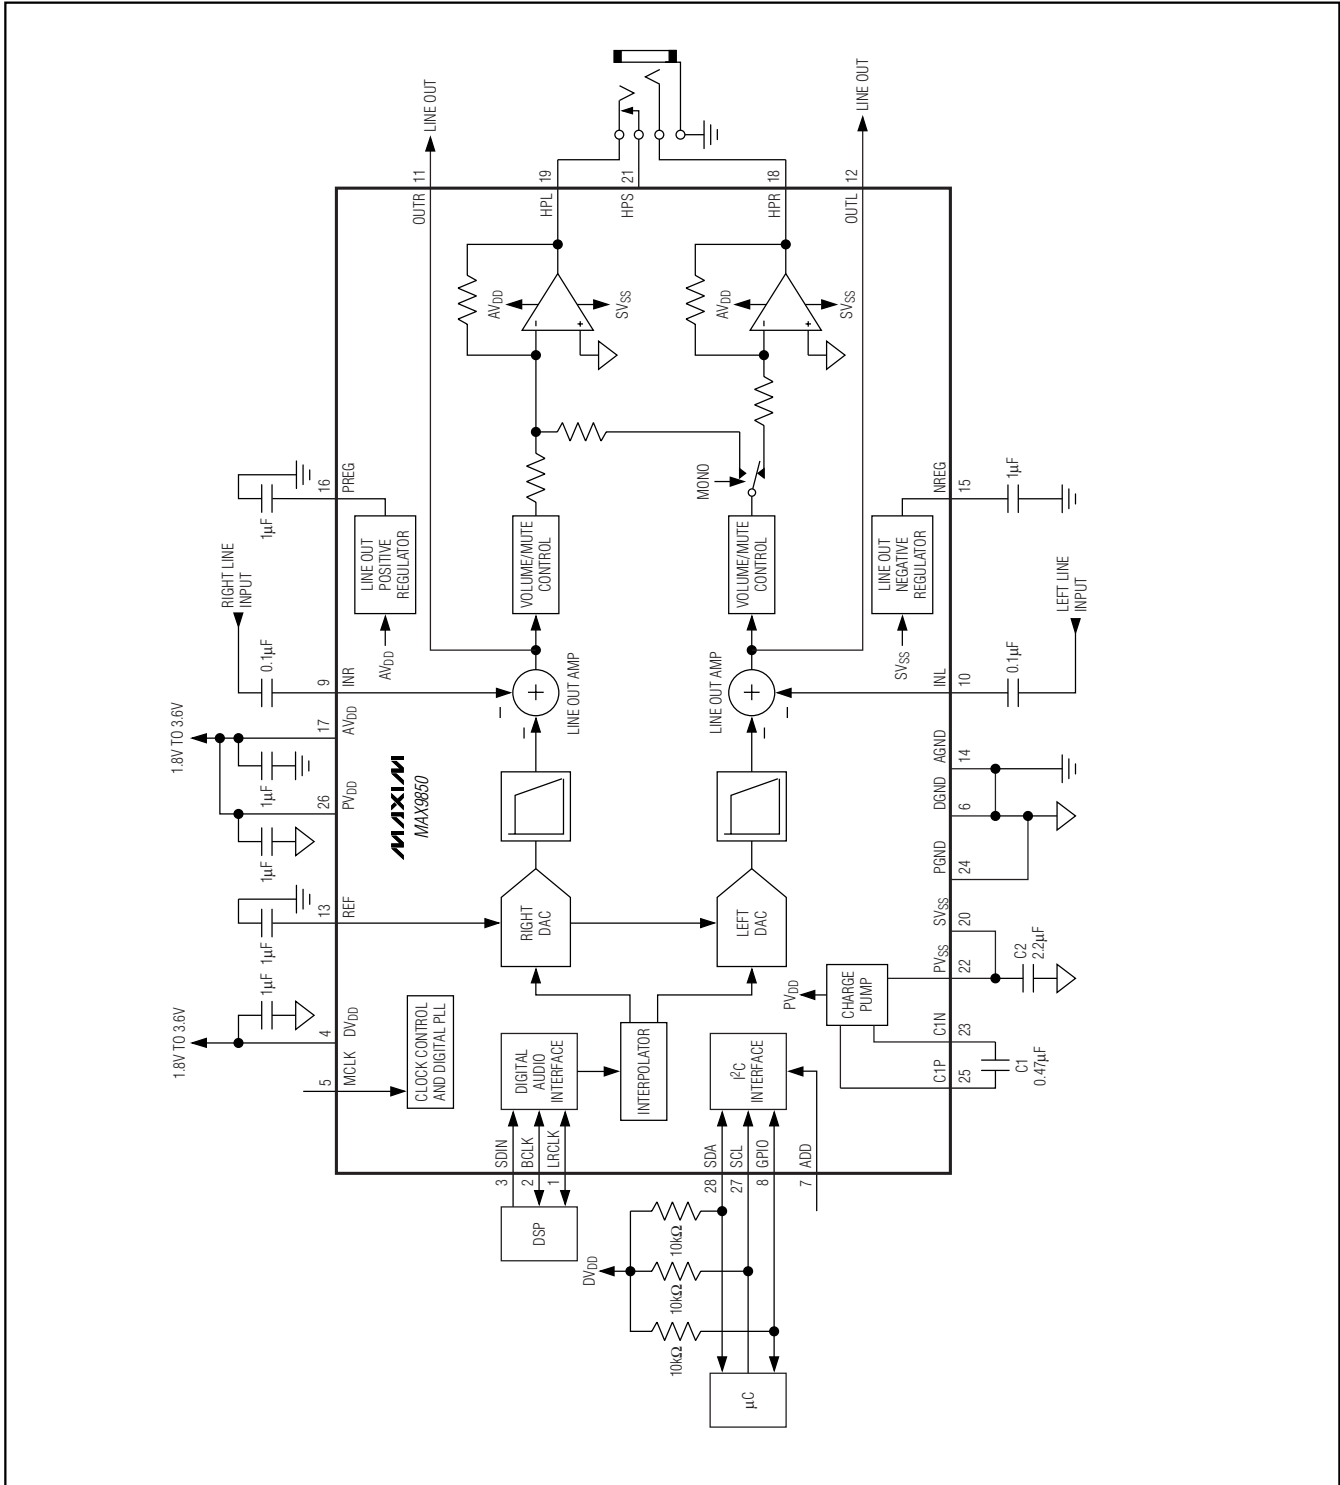 1.8V TO 3.6V
1.8V TO 3.6V
RIGHT LINE
INPUT
1µF
1µF
1µF
1µF
0.1µF
1µF
5
4
13
26
17
9
16
MCLK
DVDD
REF
PVDD
AVDD
INR
PREG
CLOCK CONTROL
AND DIGITAL PLL
MAXIM
MAX9850
AVDD
LINE OUT
POSITIVE
REGULATOR
OUTR
11
LINE OUT
DSP
3
SDIN
2
BCLK
1
LRCLK
DIGITAL
AUDIO
INTERFACE
INTERPOLATOR
RIGHT
DAC
LINE OUT AMP
+
VOLUME/MUTE
CONTROL
AVDD
SVSS
−
+
HPL
19
HPS
21
DVDD
10kΩ
10kΩ
10kΩ
µC
28
SDA
27
SCL
8
GPIO
7
ADD
I2C
INTERFACE
LEFT
DAC
LINE OUT AMP
+
MONO
VOLUME/MUTE
CONTROL
AVDD
SVSS
−
+
HPR
18
OUTL
12
LINE OUT
PVDD
CHARGE
PUMP
SVSS
LINE OUT
NEGATIVE
REGULATOR
C1P
C1N
PVSS
SVSS
PGND
DGND
AGND
INL
NREG
25
23
22
20
24
6
14
10
15
C1
0.47µF
C2
2.2µF
0.1µF
1µF
LEFT LINE
INPUT